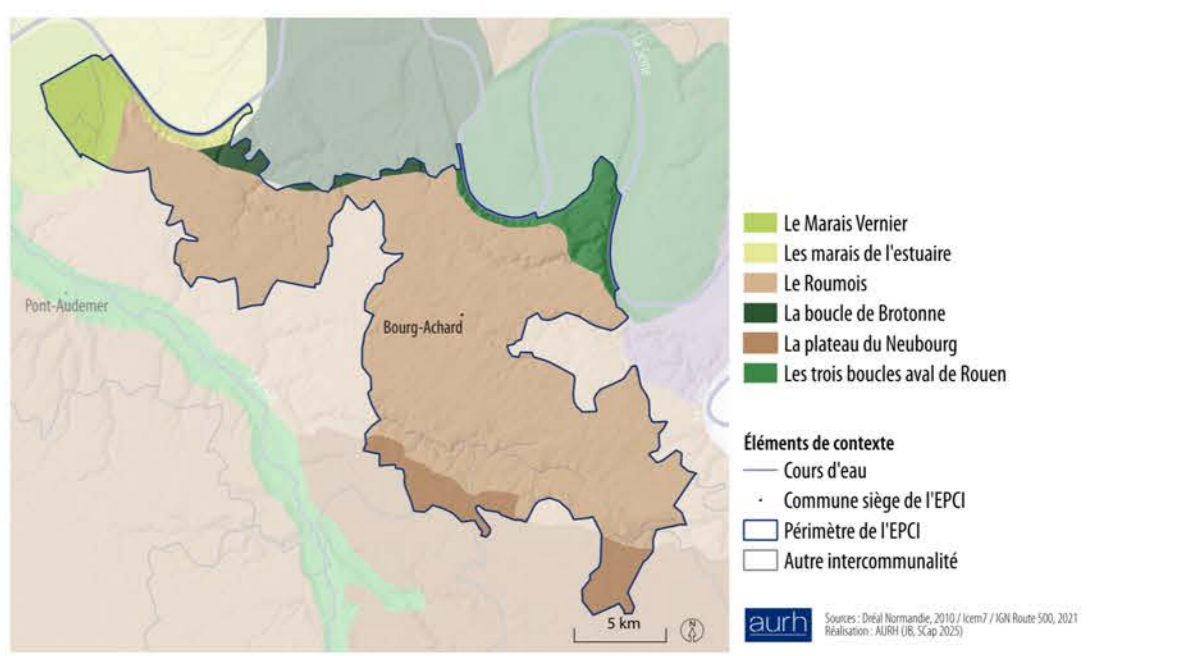 La Seine
Pont-Audemer
Bourg-Achard
5 km
N
Le Marais Vernier
Les marais de l'estuaire
Le Roumois
La boucle de Brotonne
La plateau du Neubourg
Les trois boucles aval de Rouen
Éléments de contexte
Cours d'eau
Commune siège de l'EPCI
Périmètre de l'EPCI
Autre intercommunalité
aurh
Sources : Dréal Normandie, 2010 / Icem7 / IGN Route 500, 2021
Réalisation : AURH (JB, SCap 2025)